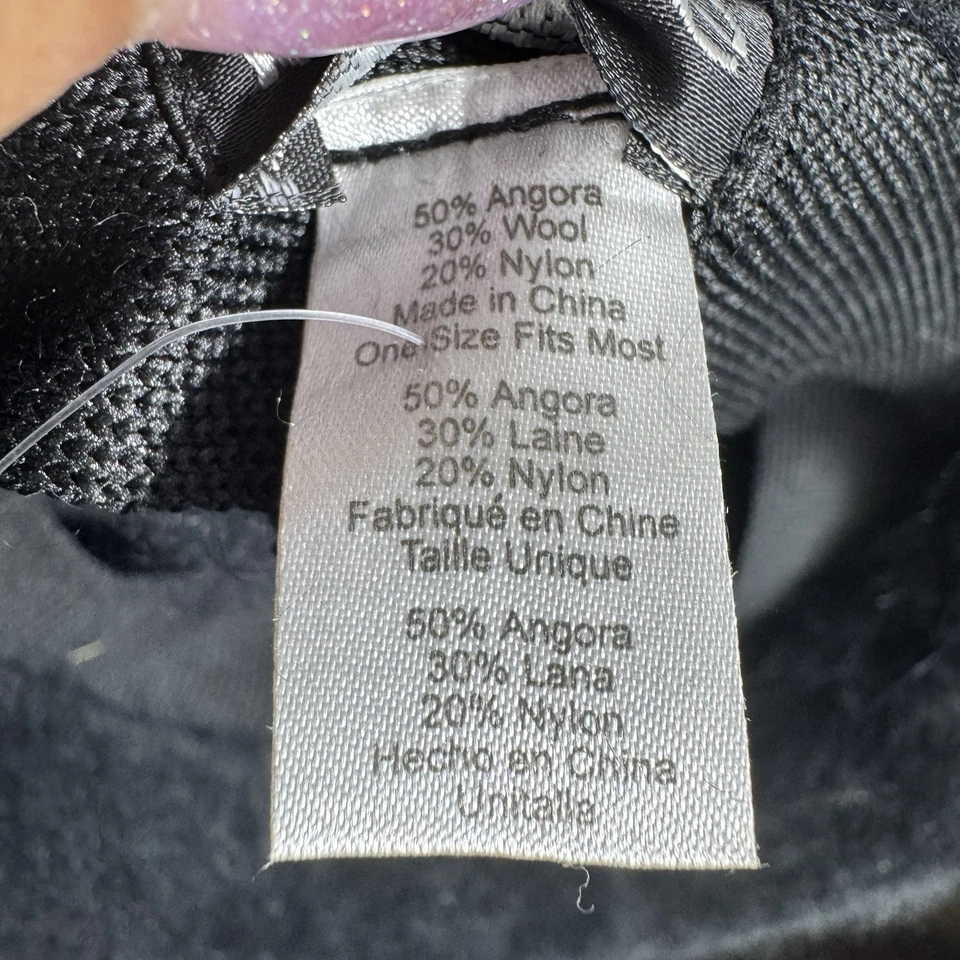 50% Angora
30% Wool
20% Nylon
Made in China
One Size Fits Most
50% Angora
30% Laine
20% Nylon
Fabriqué en Chine
Taille Unique
50% Angora
30% Lana
20% Nylon
Hecho en China
Unitalla